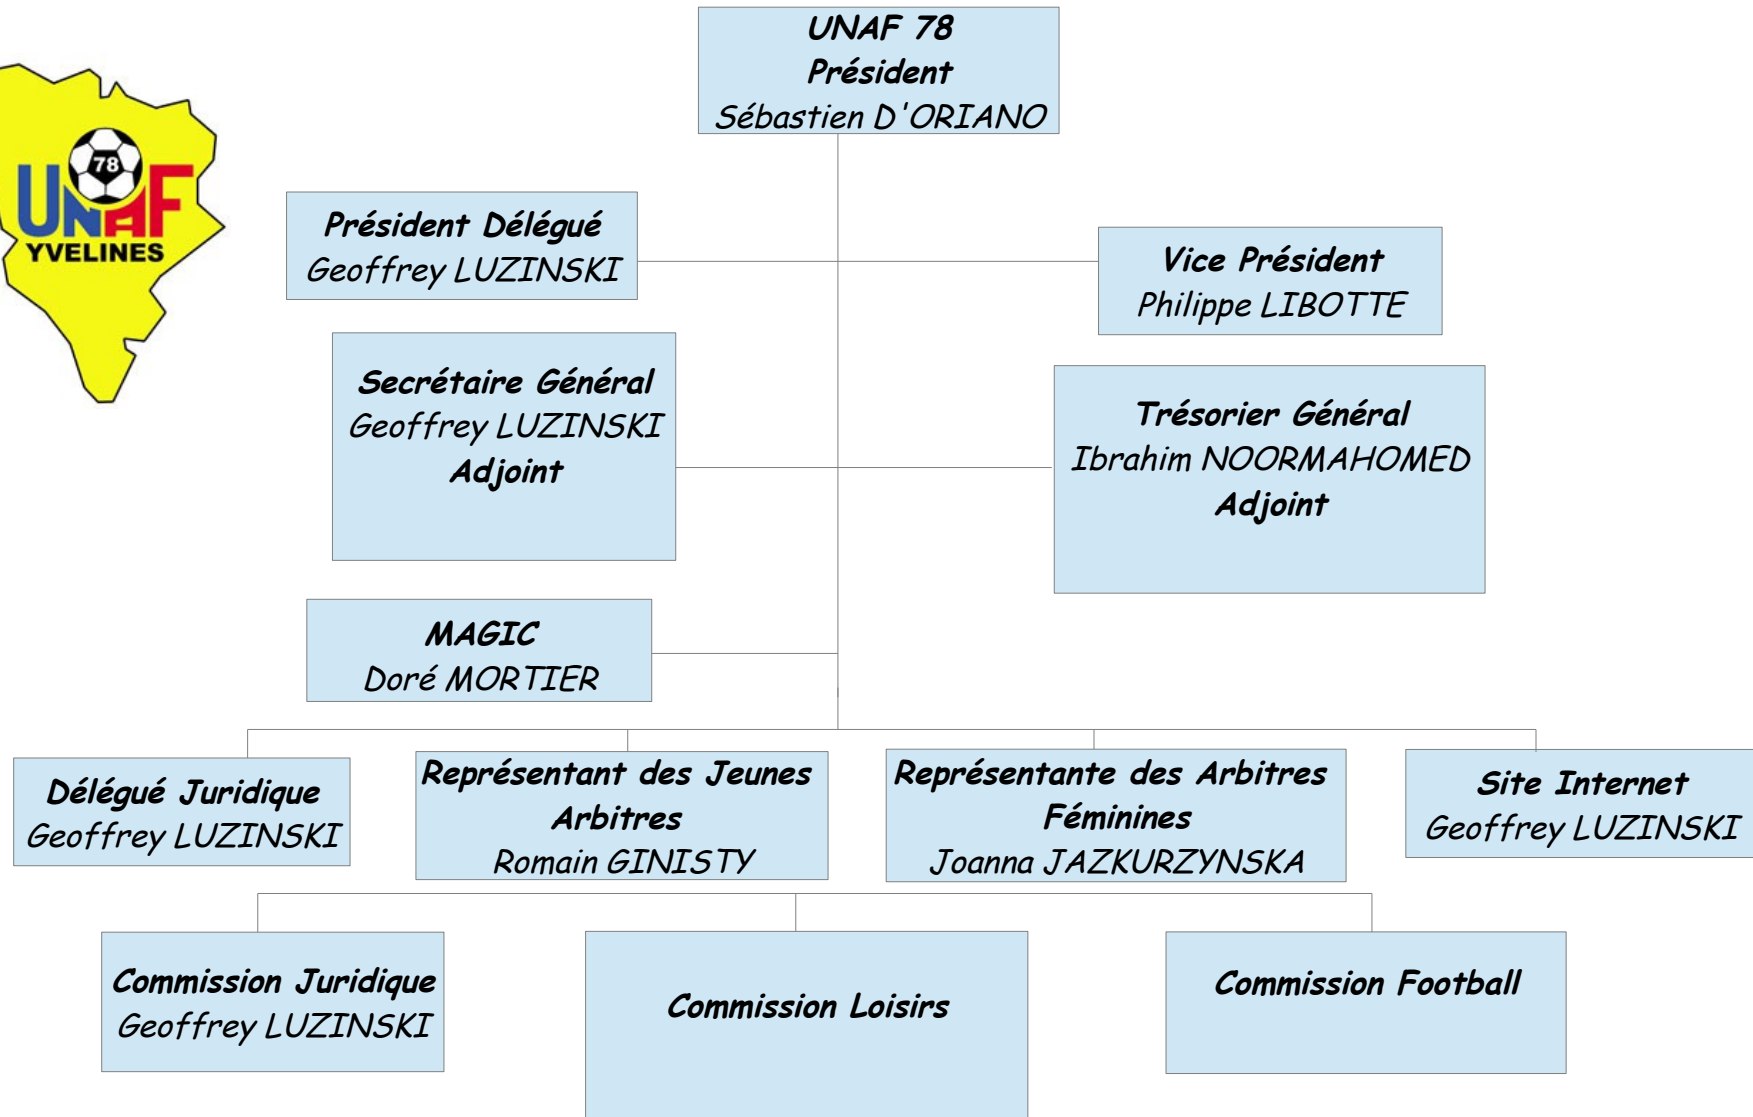 UNAF 78
Président
Sébastien D'ORIANO
78
UNAF
YVELINES
Président Délégué
Geoffrey LUZINSKI
Vice Président
Philippe LIBOTTE
Secrétaire Général
Geoffrey LUZINSKI
Adjoint
Trésorier Général
Ibrahim NOORMAHOMED
Adjoint
MAGIC
Doré MORTIER
Délégué Juridique
Geoffrey LUZINSKI
Représentant des Jeunes
Arbitres
Romain GINISTY
Représentante des Arbitres
Féminines
Joanna JAZKURZYNSKA
Site Internet
Geoffrey LUZINSKI
Commission Juridique
Geoffrey LUZINSKI
Commission Loisirs
Commission Football